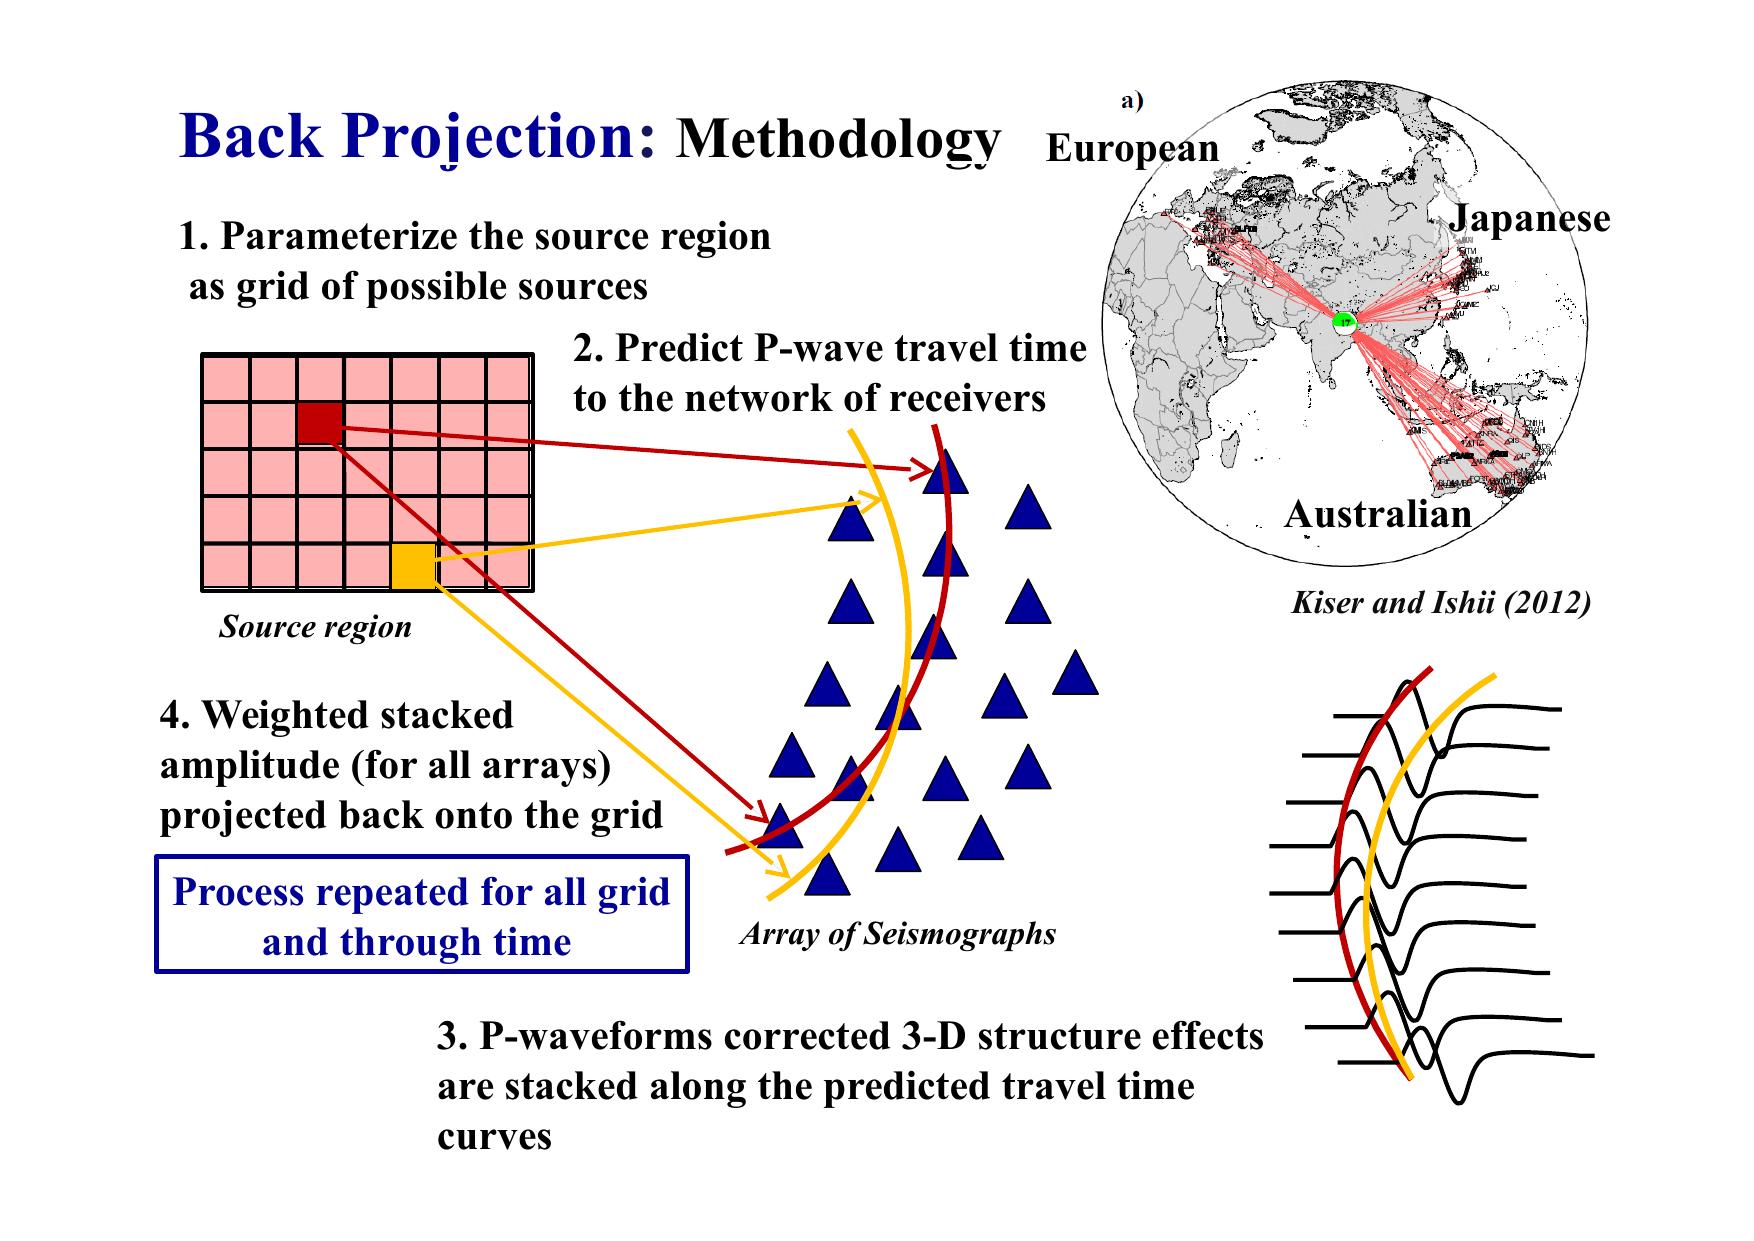 Back Projection: Methodology
a)
European
Japanese
1. Parameterize the source region
as grid of possible sources
2. Predict P-wave travel time
to the network of receivers
17
Australian
Kiser and Ishii (2012)
Source region
4. Weighted stacked
amplitude (for all arrays)
projected back onto the grid
Process repeated for all grid
and through time
Array of Seismographs
3. P-waveforms corrected 3-D structure effects
are stacked along the predicted travel time
curves